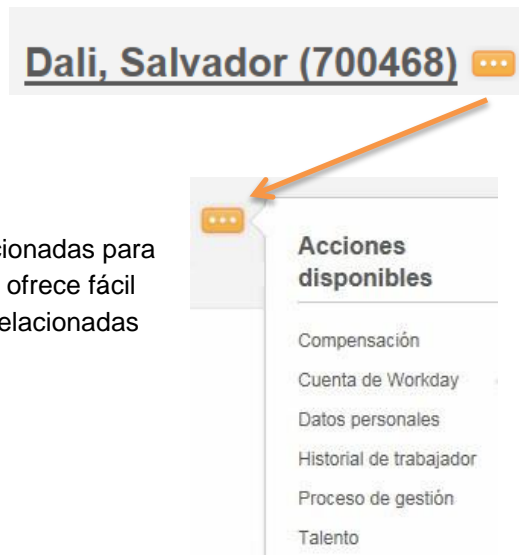 Dali, Salvador (700468)
cionadas para
ofrece fácil
elacionadas
Acciones
disponibles
Compensación
Cuenta de Workday
Datos personales
Historial de trabajador
Proceso de gestión
Talento